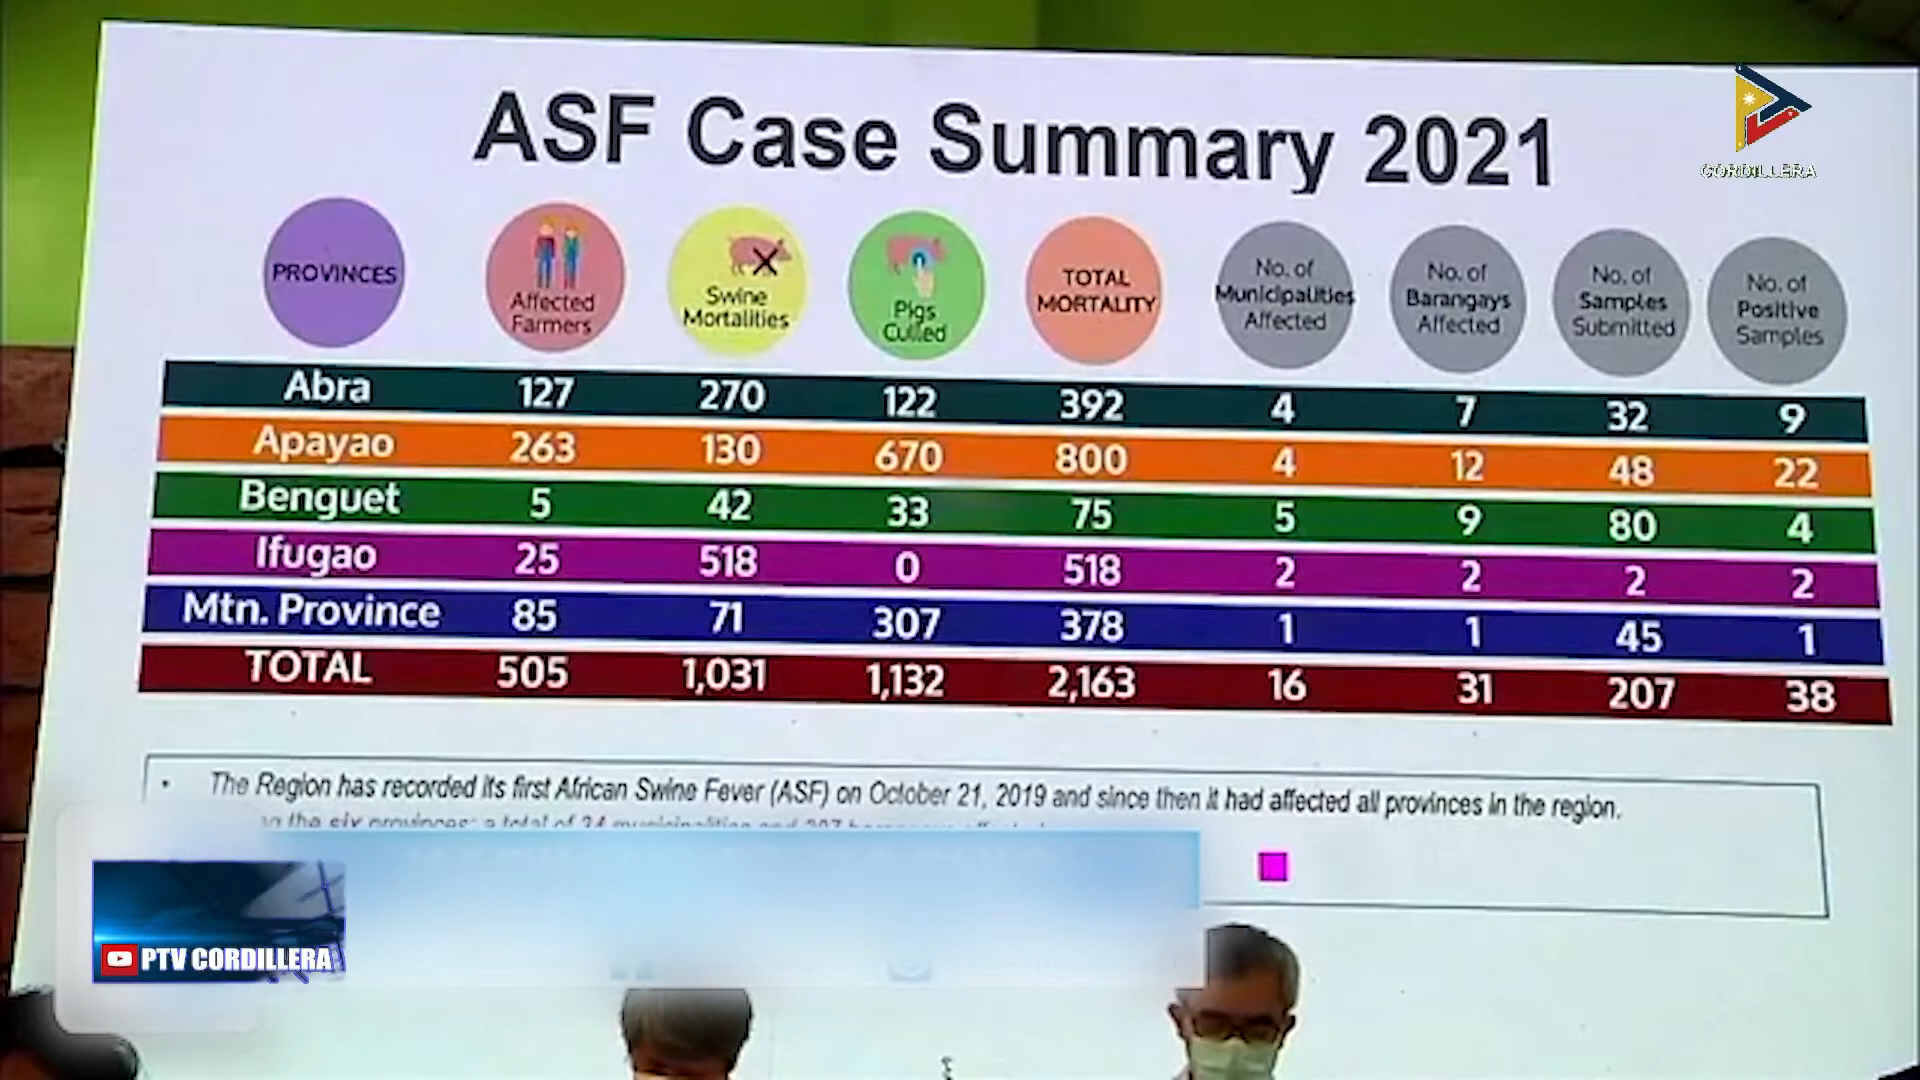 ASF Case Summary 2021
CORDILLERA
PROVINCES
Affected
Farmers
Swine
Mortalities
Pigs
Culled
TOTAL
MORTALITY
No. of
Municipalities
Affected
No. of
Barangays
Affected
No. of
Samples
Submitted
No. of
Positive
Samples
Abra 127 270 122 392 4 7 32 9
Apayao 263 130 670 800 4 12 48 22
Benguet 5 42 33 75 5 9 80 4
Ifugao 25 518 0 518 2 2 2 2
Mtn. Province 85 71 307 378 1 1 45 1
TOTAL 505 1,031 1,132 2,163 16 31 207 38
• The Region has recorded its first African Swine Fever (ASF) on October 21, 2019 and since then it had affected all provinces in the region.
the six provinces; a total of
PTV CORDILLERA